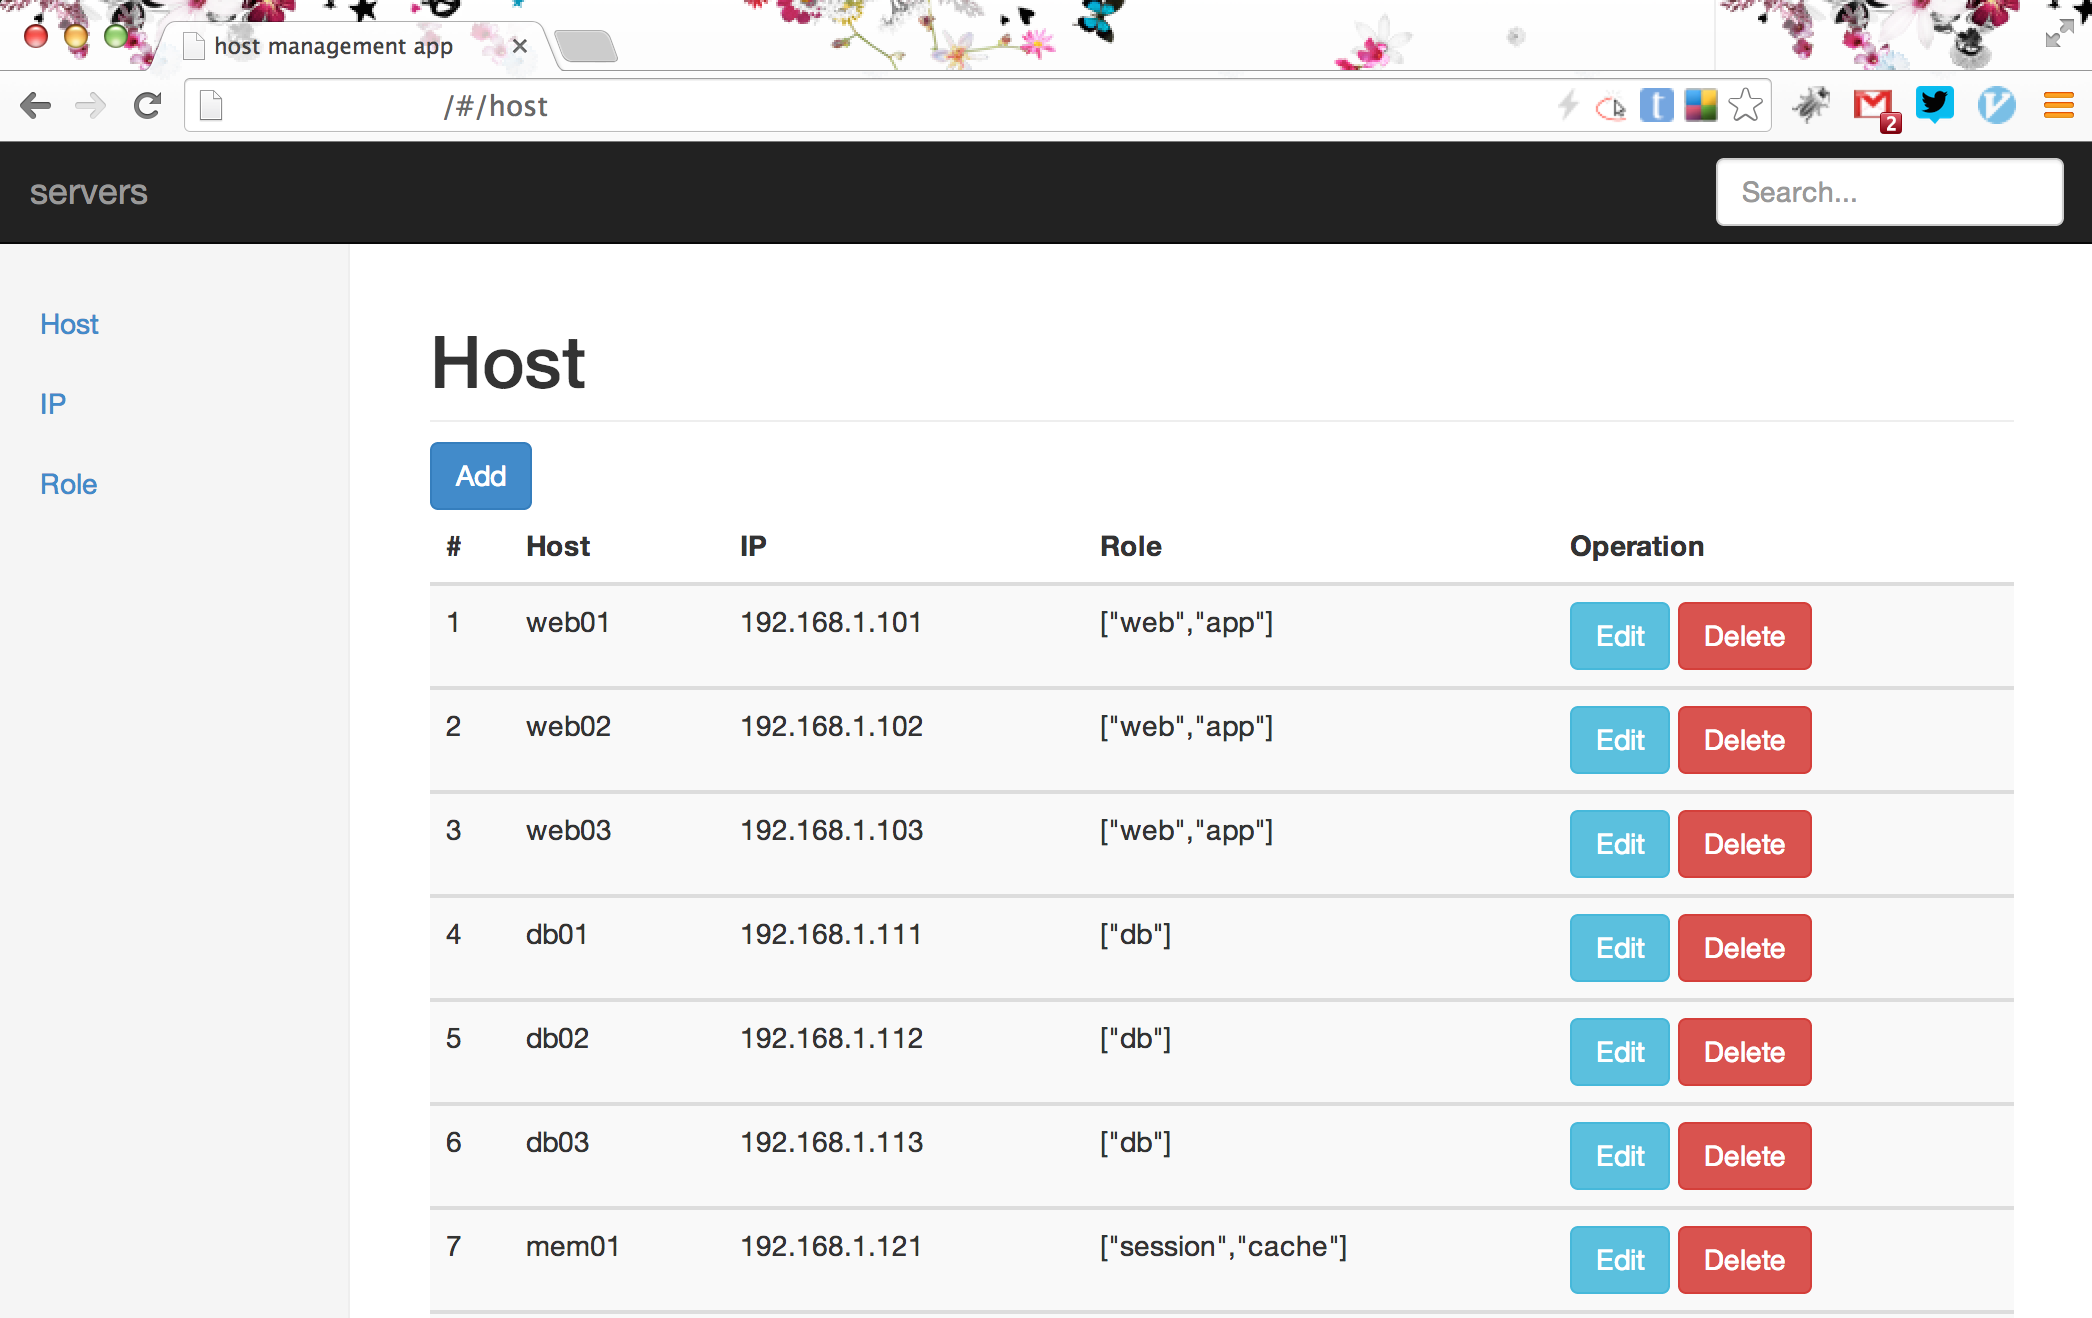 host management app
/#/host
t
2
servers
Search...
Host
IP
Role
Host
Add
# Host IP Role Operation
1 web01 192.168.1.101 ["web","app"] Edit Delete
2 web02 192.168.1.102 ["web","app"] Edit Delete
3 web03 192.168.1.103 ["web","app"] Edit Delete
4 db01 192.168.1.111 ["db"] Edit Delete
5 db02 192.168.1.112 ["db"] Edit Delete
6 db03 192.168.1.113 ["db"] Edit Delete
7 mem01 192.168.1.121 ["session","cache"] Edit Delete